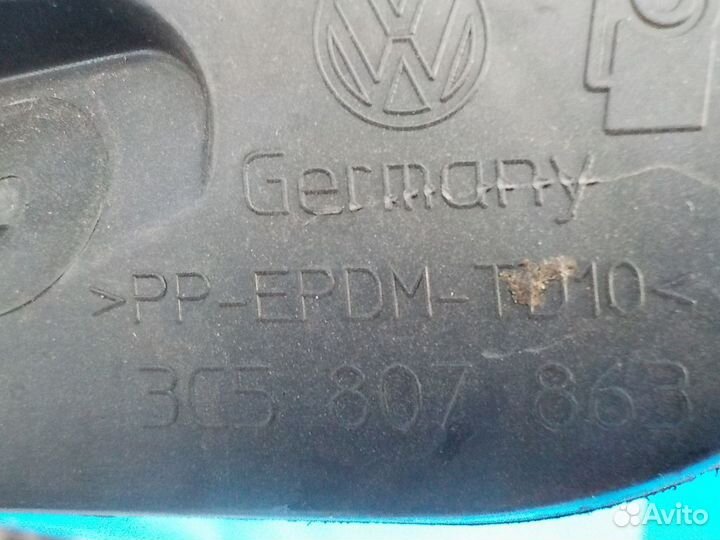 Germany
>PP-EPDM-TD10<
3C5 807 863
Avito